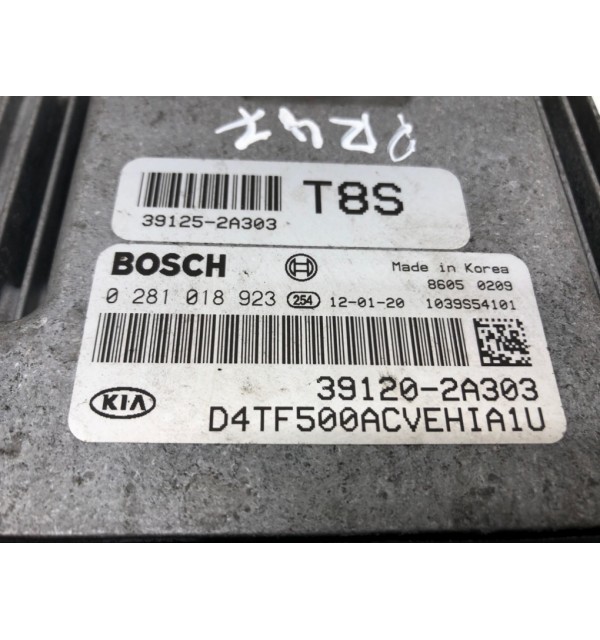 T8S
39125-2A303
BOSCH Made in Korea
8605 0209
0 281 018 923 254 12-01-20 1039S54101
39120-2A303
KIA D4TF500ACVEHIA1U